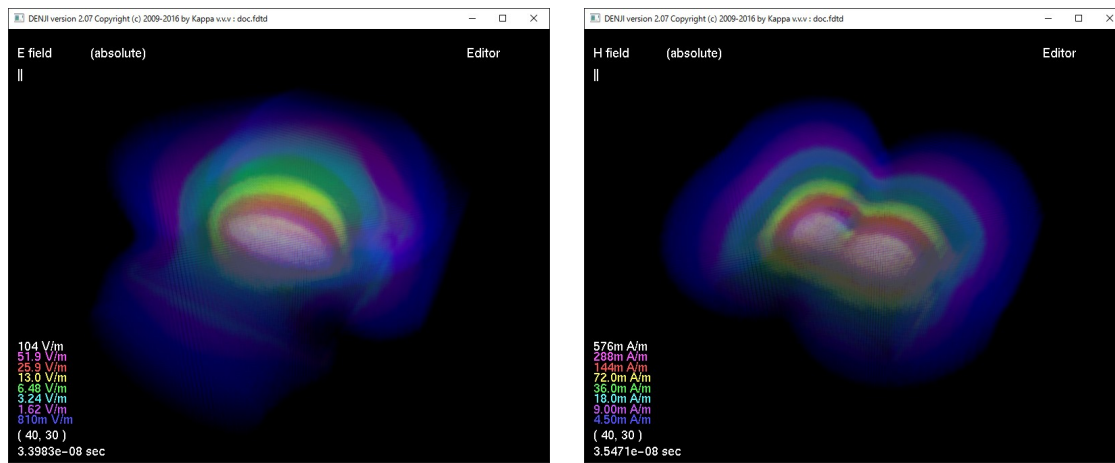 DENJI version 2.07 Copyright (c) 2009-2016 by Kappa v.v.v : doc.fdtd
E field (absolute) Editor
||
104 V/m
51.9 V/m
25.9 V/m
13.0 V/m
6.48 V/m
3.24 V/m
1.62 V/m
810m V/m
( 40, 30 )
3.3983e-08 sec
DENJI version 2.07 Copyright (c) 2009-2016 by Kappa v.v.v : doc.fdtd
H field (absolute) Editor
||
576m A/m
288m A/m
144m A/m
72.0m A/m
36.0m A/m
18.0m A/m
9.00m A/m
4.50m A/m
( 40, 30 )
3.5471e-08 sec